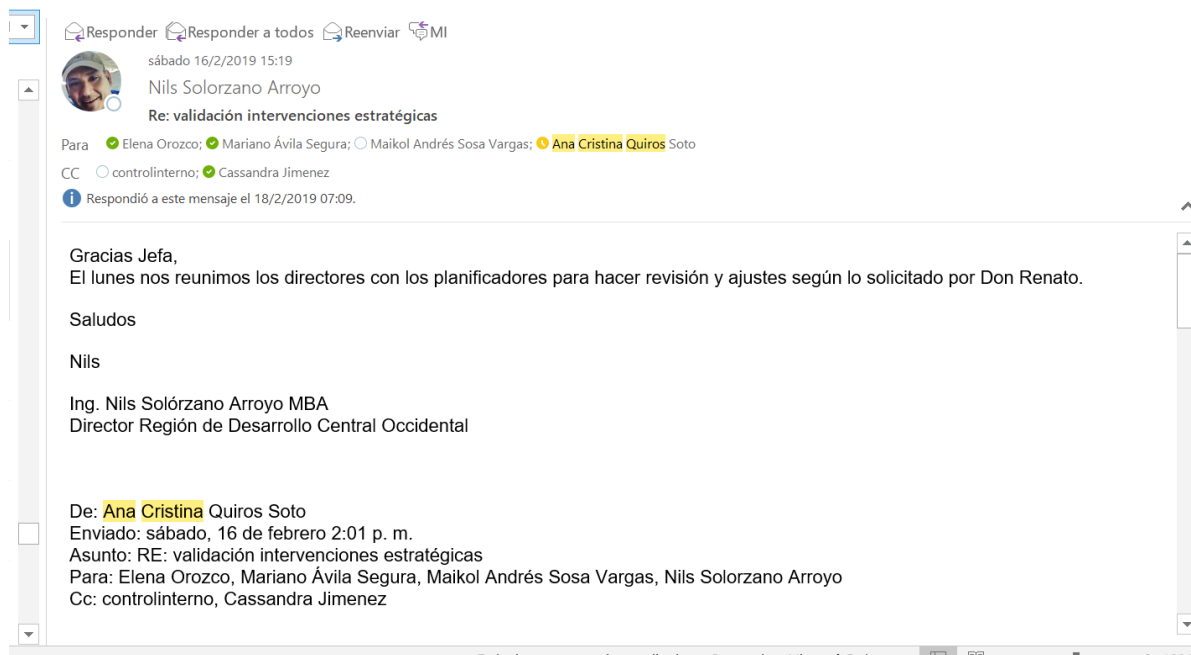 Responder Responder a todos Reenviar MI
sábado 16/2/2019 15:19
Nils Solorzano Arroyo
Re: validación intervenciones estratégicas
Para Elena Orozco; Mariano Ávila Segura; Maikol Andrés Sosa Vargas; Ana Cristina Quiros Soto
CC controlinterno; Cassandra Jimenez
Respondió a este mensaje el 18/2/2019 07:09.
Gracias Jefa,
El lunes nos reunimos los directores con los planificadores para hacer revisión y ajustes según lo solicitado por Don Renato.
Saludos
Nils
Ing. Nils Solórzano Arroyo MBA
Director Región de Desarrollo Central Occidental
De: Ana Cristina Quiros Soto
Enviado: sábado, 16 de febrero 2:01 p. m.
Asunto: RE: validación intervenciones estratégicas
Para: Elena Orozco, Mariano Ávila Segura, Maikol Andrés Sosa Vargas, Nils Solorzano Arroyo
Cc: controlinterno, Cassandra Jimenez